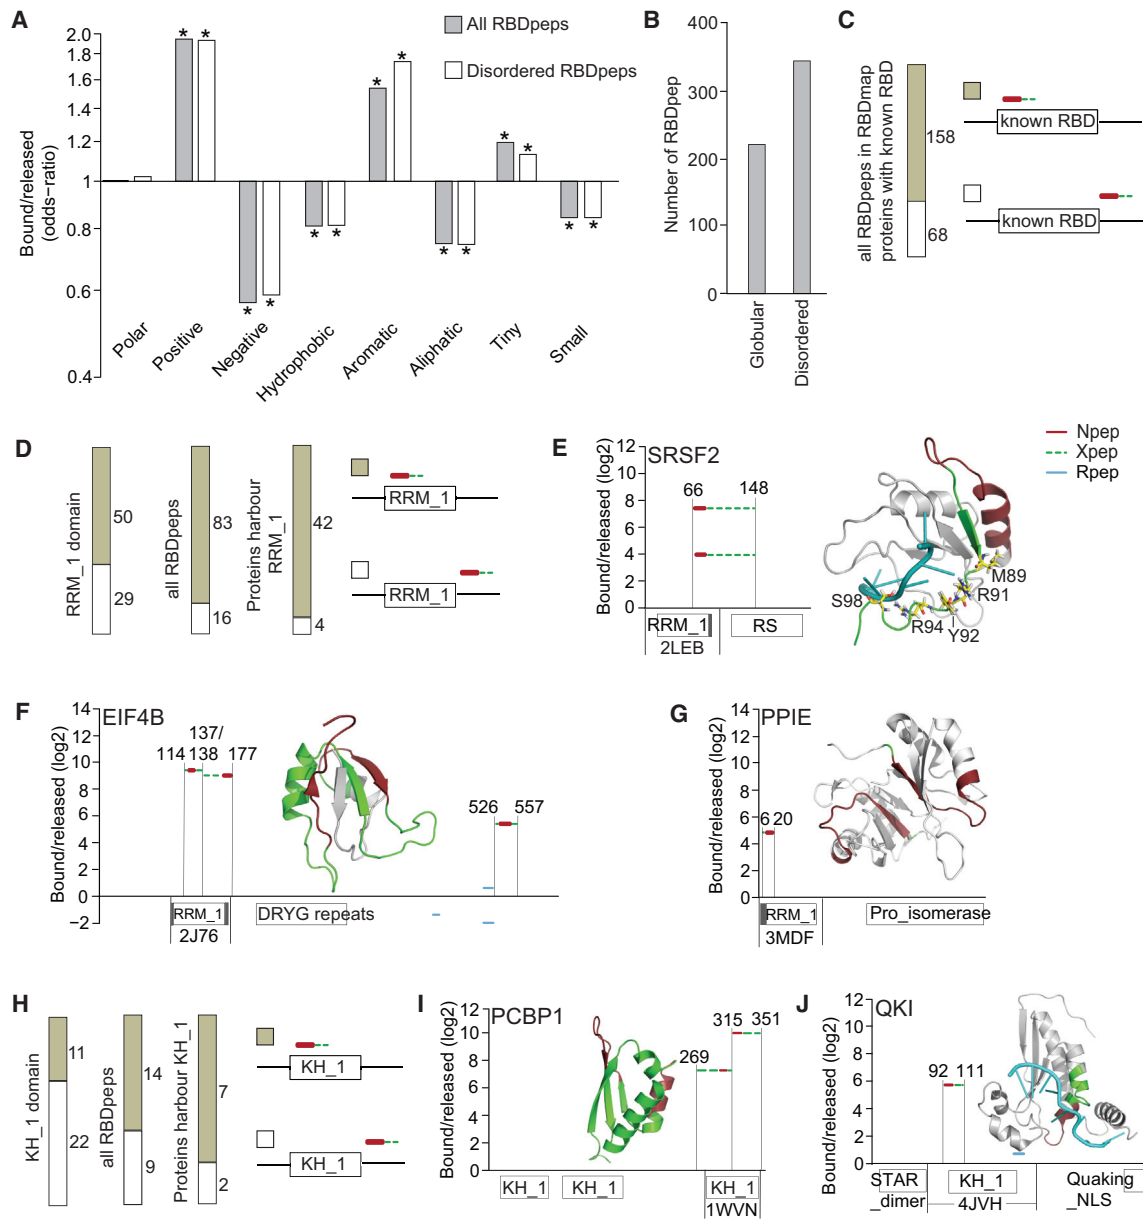 A
2.0
1.8
1.6
1.4
1.2
1
0.8
0.6
0.4
Bound/released
(odds−ratio)
* * * * * * * * * * * * * *
All RBDpeps
Disordered RBDpeps
Polar
Positive
Negative
Hydrophobic
Aromatic
Aliphatic
Tiny
Small
B
400
300
200
100
0
Number of RBDpep
Globular
Disordered
C
all RBDpeps in RBDmap
proteins with known RBD
158
68
known RBD
known RBD
D
RRM_1 domain
50
29
all RBDpeps
83
16
Proteins harbour
RRM_1
42
4
RRM_1
RRM_1
E
Bound/released (log2)
12
10
8
6
4
2
0
SRSF2
66
148
RRM_1
RS
2LEB
M89
R91
S98
R94
Y92
Npep
Xpep
Rpep
F
Bound/released (log2)
14
12
10
8
6
4
2
0
−2
EIF4B
137/
114
138
177
526
557
RRM_1
DRYG repeats
2J76
G
Bound/released (log2)
14
12
10
8
6
4
2
0
PPIE
6
20
RRM_1
Pro_isomerase
3MDF
H
KH_1 domain
11
22
all RBDpeps
14
9
Proteins harbour KH_1
7
2
KH_1
KH_1
I
Bound/released (log2)
12
10
8
6
4
2
0
PCBP1
315
351
269
KH_1
KH_1
KH_1
1WVN
J
Bound/released (log2)
12
10
8
6
4
2
0
QKI
92
111
STAR
_dimer
KH_1
4JVH
Quaking
_NLS